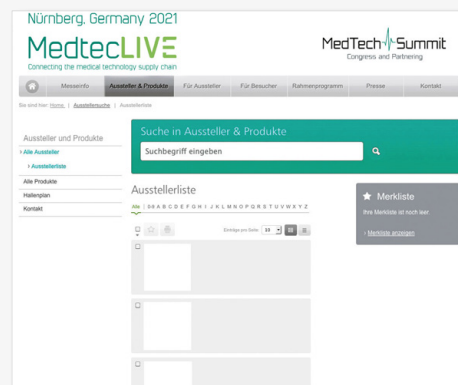 Nürnberg, Germany 2021
MedtecLIVE
Connecting the medical technology supply chain
MedTech Summit
Congress and Partnering
Messeinfo
Aussteller & Produkte
Für Aussteller
Für Besucher
Rahmenprogramm
Presse
Kontakt
Sie sind hier: Home | Ausstellersuche | Ausstellerliste
Aussteller und Produkte
› Alle Aussteller
› Ausstellerliste
Alle Produkte
Hallenplan
Kontakt
Suche in Aussteller & Produkte
Suchbegriff eingeben
Ausstellerliste
Alle | 0-9 A B C D E F G H I J K L M N O P Q R S T U V W X Y Z
Einträge pro Seite: 10
Merkliste
Ihre Merkliste ist noch leer
› Merkliste anzeigen